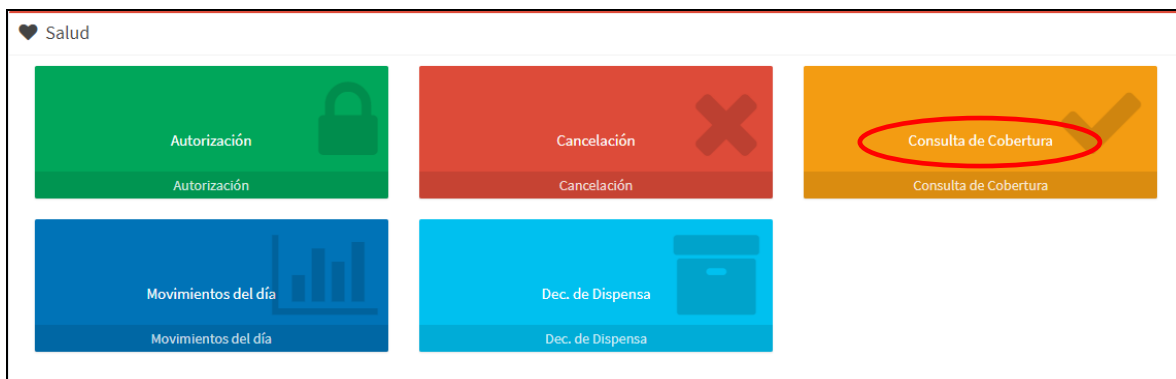 Salud
Autorización
Autorización
Cancelación
Cancelación
Consulta de Cobertura
Consulta de Cobertura
Movimientos del día
Movimientos del día
Dec. de Dispensa
Dec. de Dispensa